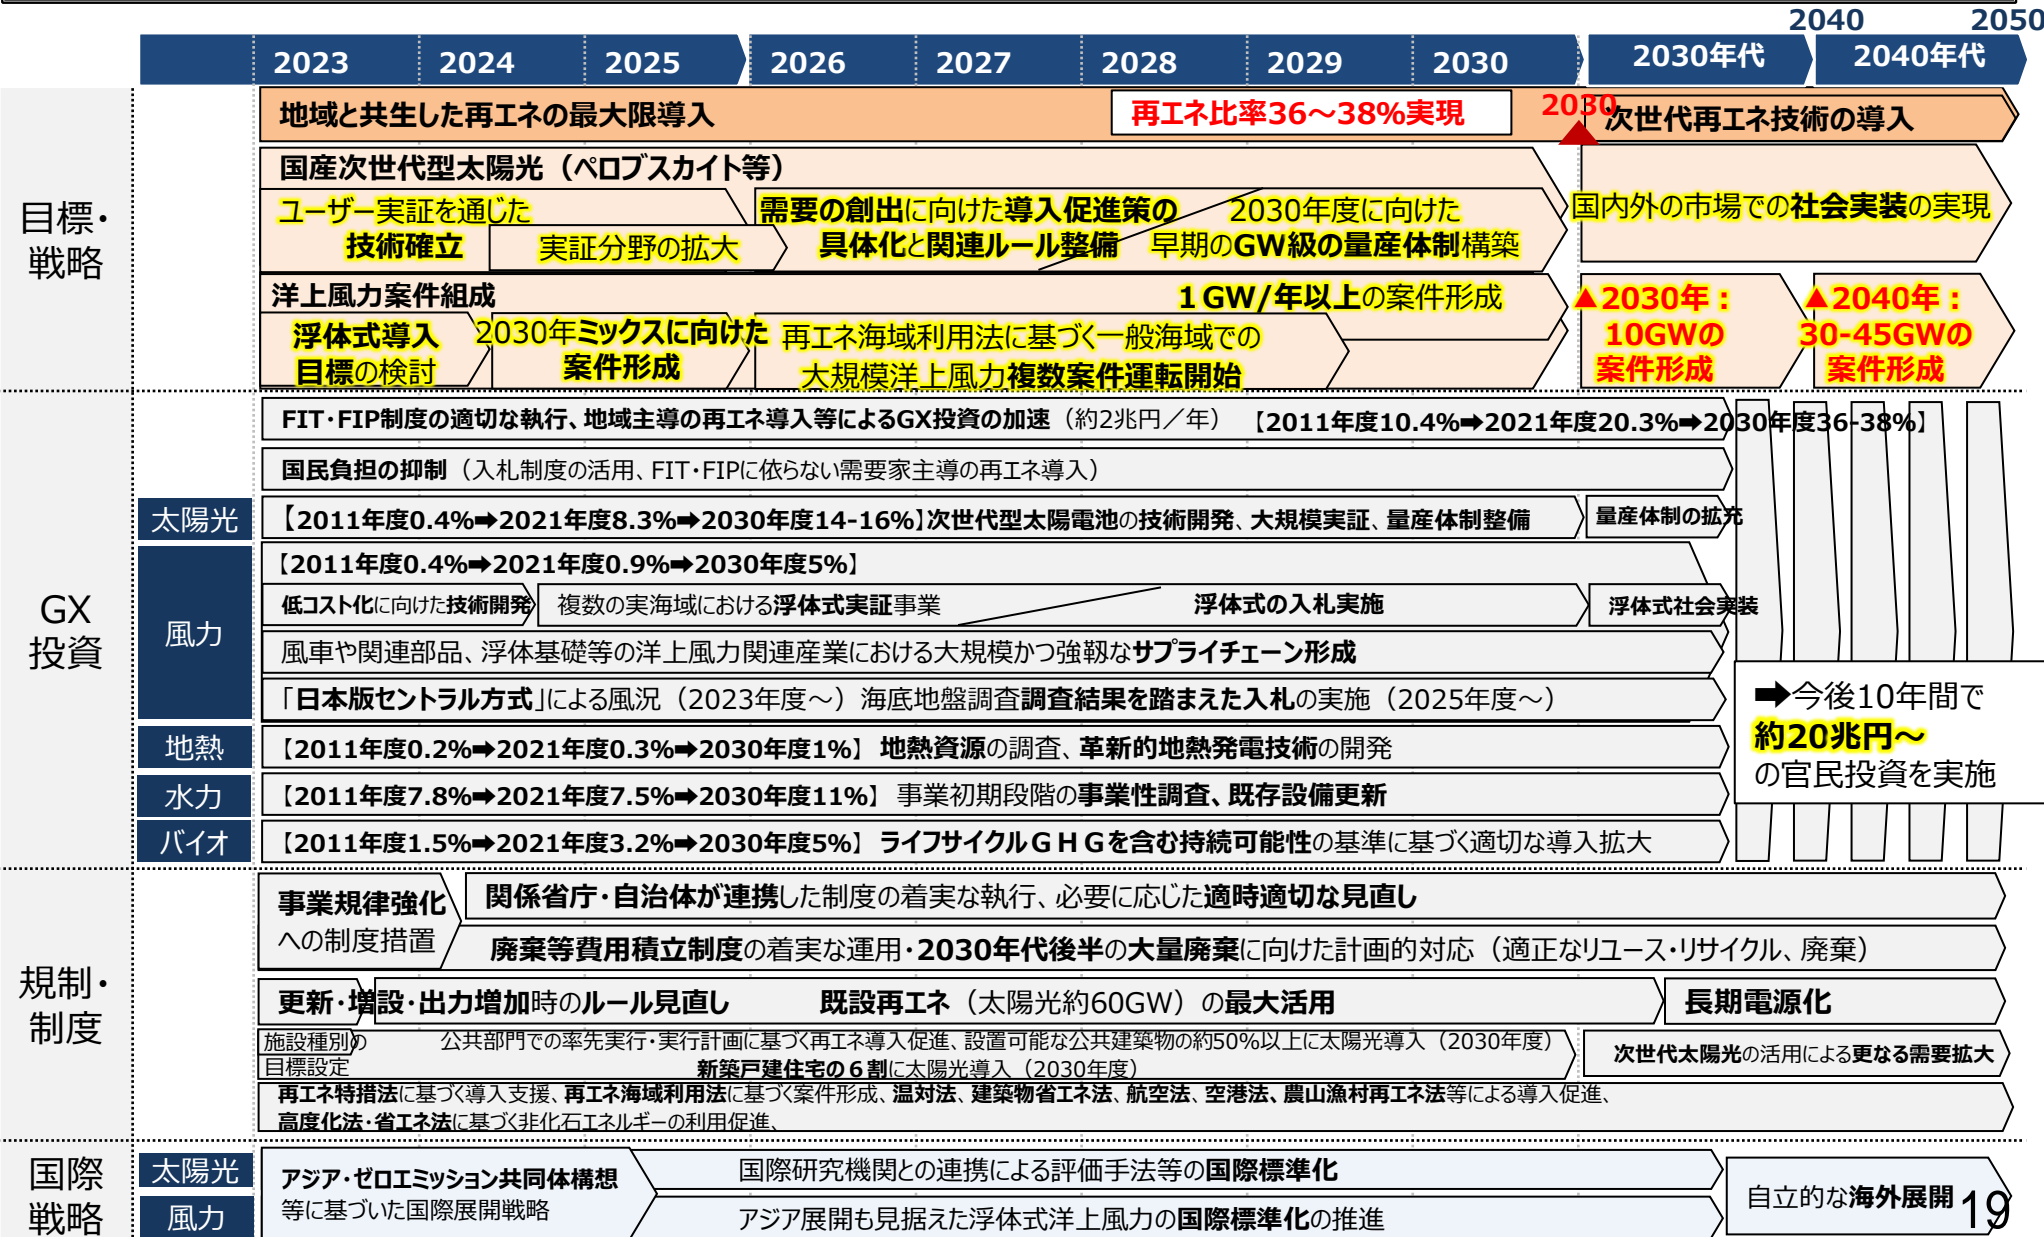 2040
2050
2023
2024
2025
2026
2027
2028
2029
2030
2030年代
2040年代
目標・
戦略
地域と共生した再エネの最大限導入
再エネ比率36～38%実現
2030
次世代再エネ技術の導入
国産次世代型太陽光（ペロブスカイト等）
ユーザー実証を通じた
技術確立
実証分野の拡大
需要の創出に向けた導入促進策の
具体化と関連ルール整備
2030年度に向けた
早期のGW級の量産体制構築
国内外の市場での社会実装の実現
洋上風力案件組成
１GW/年以上の案件形成
浮体式導入
目標の検討
2030年ミックスに向けた
案件形成
再エネ海域利用法に基づく一般海域での
大規模洋上風力複数案件運転開始
▲2030年：
10GWの
案件形成
▲2040年：
30-45GWの
案件形成
GX
投資
FIT・FIP制度の適切な執行、地域主導の再エネ導入等によるGX投資の加速（約2兆円／年）【2011年度10.4%➡2021年度20.3%➡2030年度36-38%】
国民負担の抑制（入札制度の活用、FIT・FIPに依らない需要家主導の再エネ導入）
太陽光
【2011年度0.4%➡2021年度8.3%➡2030年度14-16%】次世代型太陽電池の技術開発、大規模実証、量産体制整備
量産体制の拡充
風力
【2011年度0.4%➡2021年度0.9%➡2030年度5%】
低コスト化に向けた技術開発
複数の実海域における浮体式実証事業
浮体式の入札実施
浮体式社会実装
風車や関連部品、浮体基礎等の洋上風力関連産業における大規模かつ強靱なサプライチェーン形成
「日本版セントラル方式」による風況（2023年度～）海底地盤調査調査結果を踏まえた入札の実施（2025年度～）
➡今後10年間で
約20兆円～
の官民投資を実施
地熱
【2011年度0.2%➡2021年度0.3%➡2030年度1%】地熱資源の調査、革新的地熱発電技術の開発
水力
【2011年度7.8%➡2021年度7.5%➡2030年度11%】事業初期段階の事業性調査、既存設備更新
バイオ
【2011年度1.5%➡2021年度3.2%➡2030年度5%】ライフサイクルＧＨＧを含む持続可能性の基準に基づく適切な導入拡大
規制・
制度
事業規律強化
への制度措置
関係省庁・自治体が連携した制度の着実な執行、必要に応じた適時適切な見直し
廃棄等費用積立制度の着実な運用・2030年代後半の大量廃棄に向けた計画的対応（適正なリユース・リサイクル、廃棄）
更新・増設・出力増加時のルール見直し
既設再エネ（太陽光約60GW）の最大活用
長期電源化
施設種別の
目標設定
公共部門での率先実行・実行計画に基づく再エネ導入促進、設置可能な公共建築物の約50％以上に太陽光導入（2030年度）
新築戸建住宅の６割に太陽光導入（2030年度）
次世代太陽光の活用による更なる需要拡大
再エネ特措法に基づく導入支援、再エネ海域利用法に基づく案件形成、温対法、建築物省エネ法、航空法、空港法、農山漁村再エネ法等による導入促進、
高度化法・省エネ法に基づく非化石エネルギーの利用促進、
国際
戦略
太陽光
風力
アジア・ゼロエミッション共同体構想
等に基づいた国際展開戦略
国際研究機関との連携による評価手法等の国際標準化
アジア展開も見据えた浮体式洋上風力の国際標準化の推進
自立的な海外展開
19